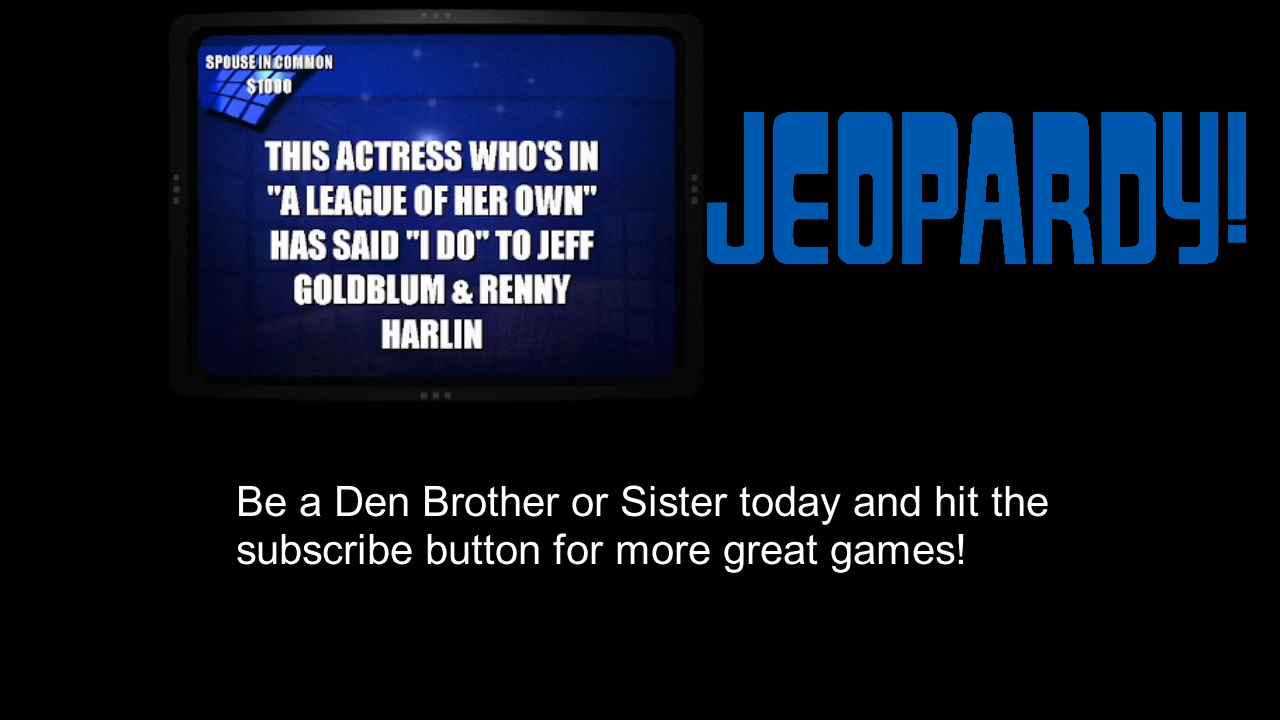 SPOUSE IN COMMON
$1000
THIS ACTRESS WHO'S IN
"A LEAGUE OF HER OWN"
HAS SAID "I DO" TO JEFF
GOLDBLUM & RENNY
HARLIN
JEOPARDY!
Be a Den Brother or Sister today and hit the
subscribe button for more great games!